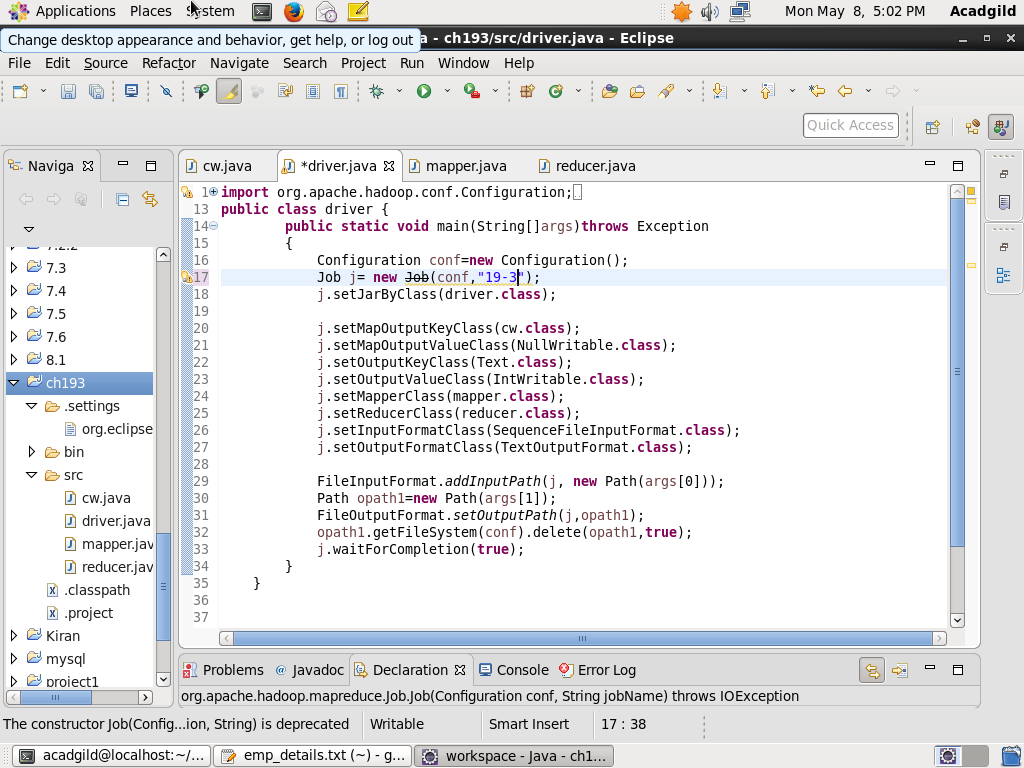 Applications Places System Mon May 8, 5:02 PM Acadgild
Change desktop appearance and behavior, get help, or log out
a - ch193/src/driver.java - Eclipse
File Edit Source Refactor Navigate Search Project Run Window Help
Quick Access
Naviga
cw.java *driver.java mapper.java reducer.java
7.3
7.4
7.5
7.6
8.1
ch193
.settings
org.eclipse
bin
src
cw.java
driver.java
mapper.jav
reducer.jav
.classpath
.project
Kiran
mysql
project1
1 import org.apache.hadoop.conf.Configuration;
13 public class driver {
14 public static void main(String[]args)throws Exception
15 {
16 Configuration conf=new Configuration();
17 Job j= new Job(conf,"19-3");
18 j.setJarByClass(driver.class);
19
20 j.setMapOutputKeyClass(cw.class);
21 j.setMapOutputValueClass(NullWritable.class);
22 j.setOutputKeyClass(Text.class);
23 j.setOutputValueClass(IntWritable.class);
24 j.setMapperClass(mapper.class);
25 j.setReducerClass(reducer.class);
26 j.setInputFormatClass(SequenceFileInputFormat.class);
27 j.setOutputFormatClass(TextOutputFormat.class);
28
29 FileInputFormat.addInputPath(j, new Path(args[0]));
30 Path opath1=new Path(args[1]);
31 FileOutputFormat.setOutputPath(j,opath1);
32 opath1.getFileSystem(conf).delete(opath1,true);
33 j.waitForCompletion(true);
34 }
35 }
36
37
Problems Javadoc Declaration Console Error Log
org.apache.hadoop.mapreduce.Job.Job(Configuration conf, String jobName) throws IOException
The constructor Job(Config...ion, String) is deprecated Writable Smart Insert 17 : 38
acadgild@localhost:~/... emp_details.txt (~) - g... workspace - Java - ch1...